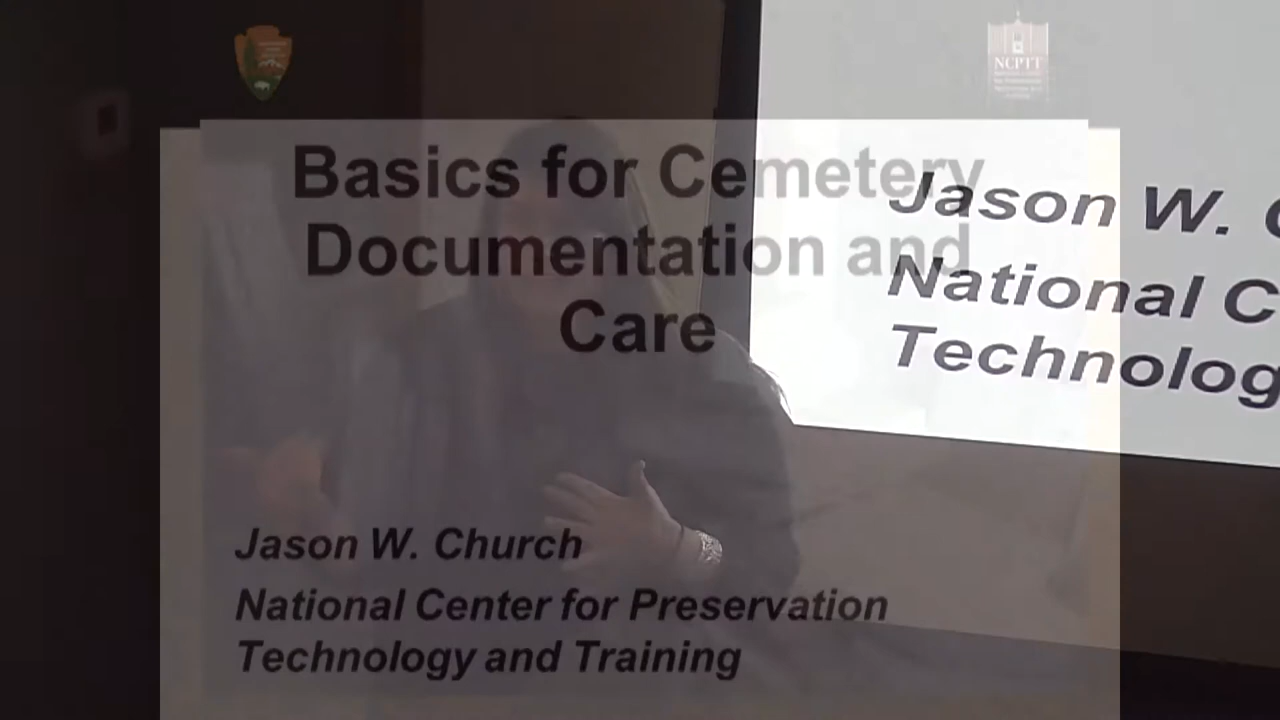 NCPTT
Basics for Cemetery
Documentation and
Care
Jason W.
National C
Technolog
Jason W. Church
National Center for Preservation
Technology and Training